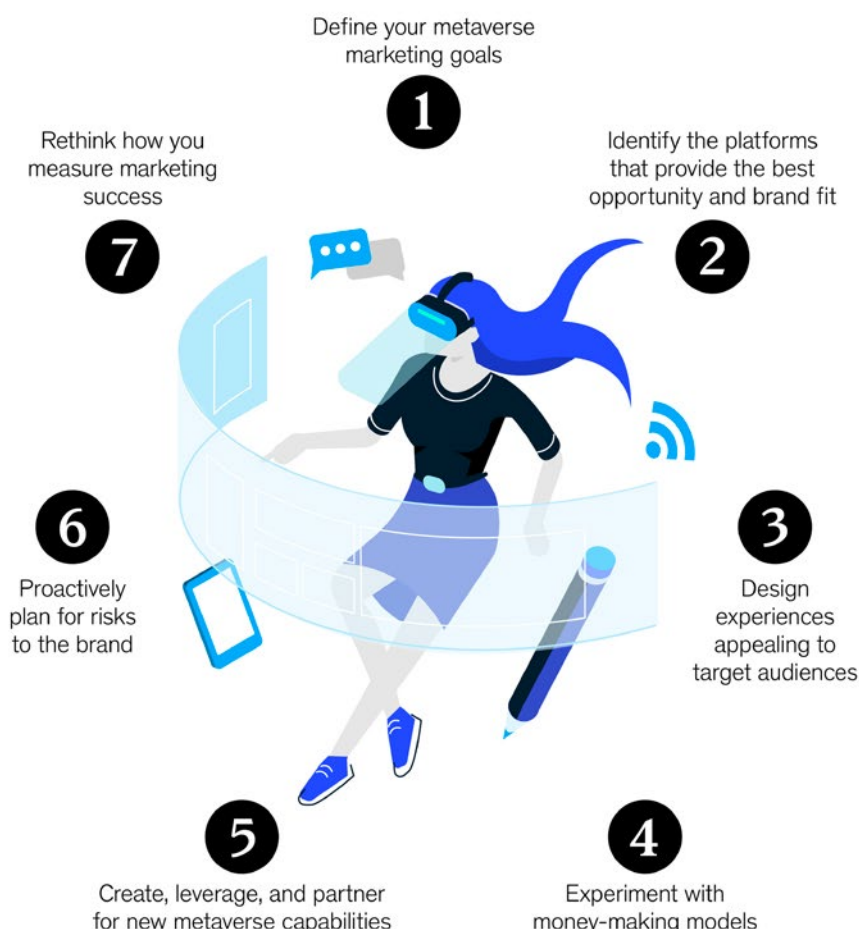 Define your metaverse
marketing goals
1
Rethink how you
measure marketing
success
7
Identify the platforms
that provide the best
opportunity and brand fit
2
6
Proactively
plan for risks
to the brand
3
Design
experiences
appealing to
target audiences
5
Create, leverage, and partner
for new metaverse capabilities
4
Experiment with
money-making models